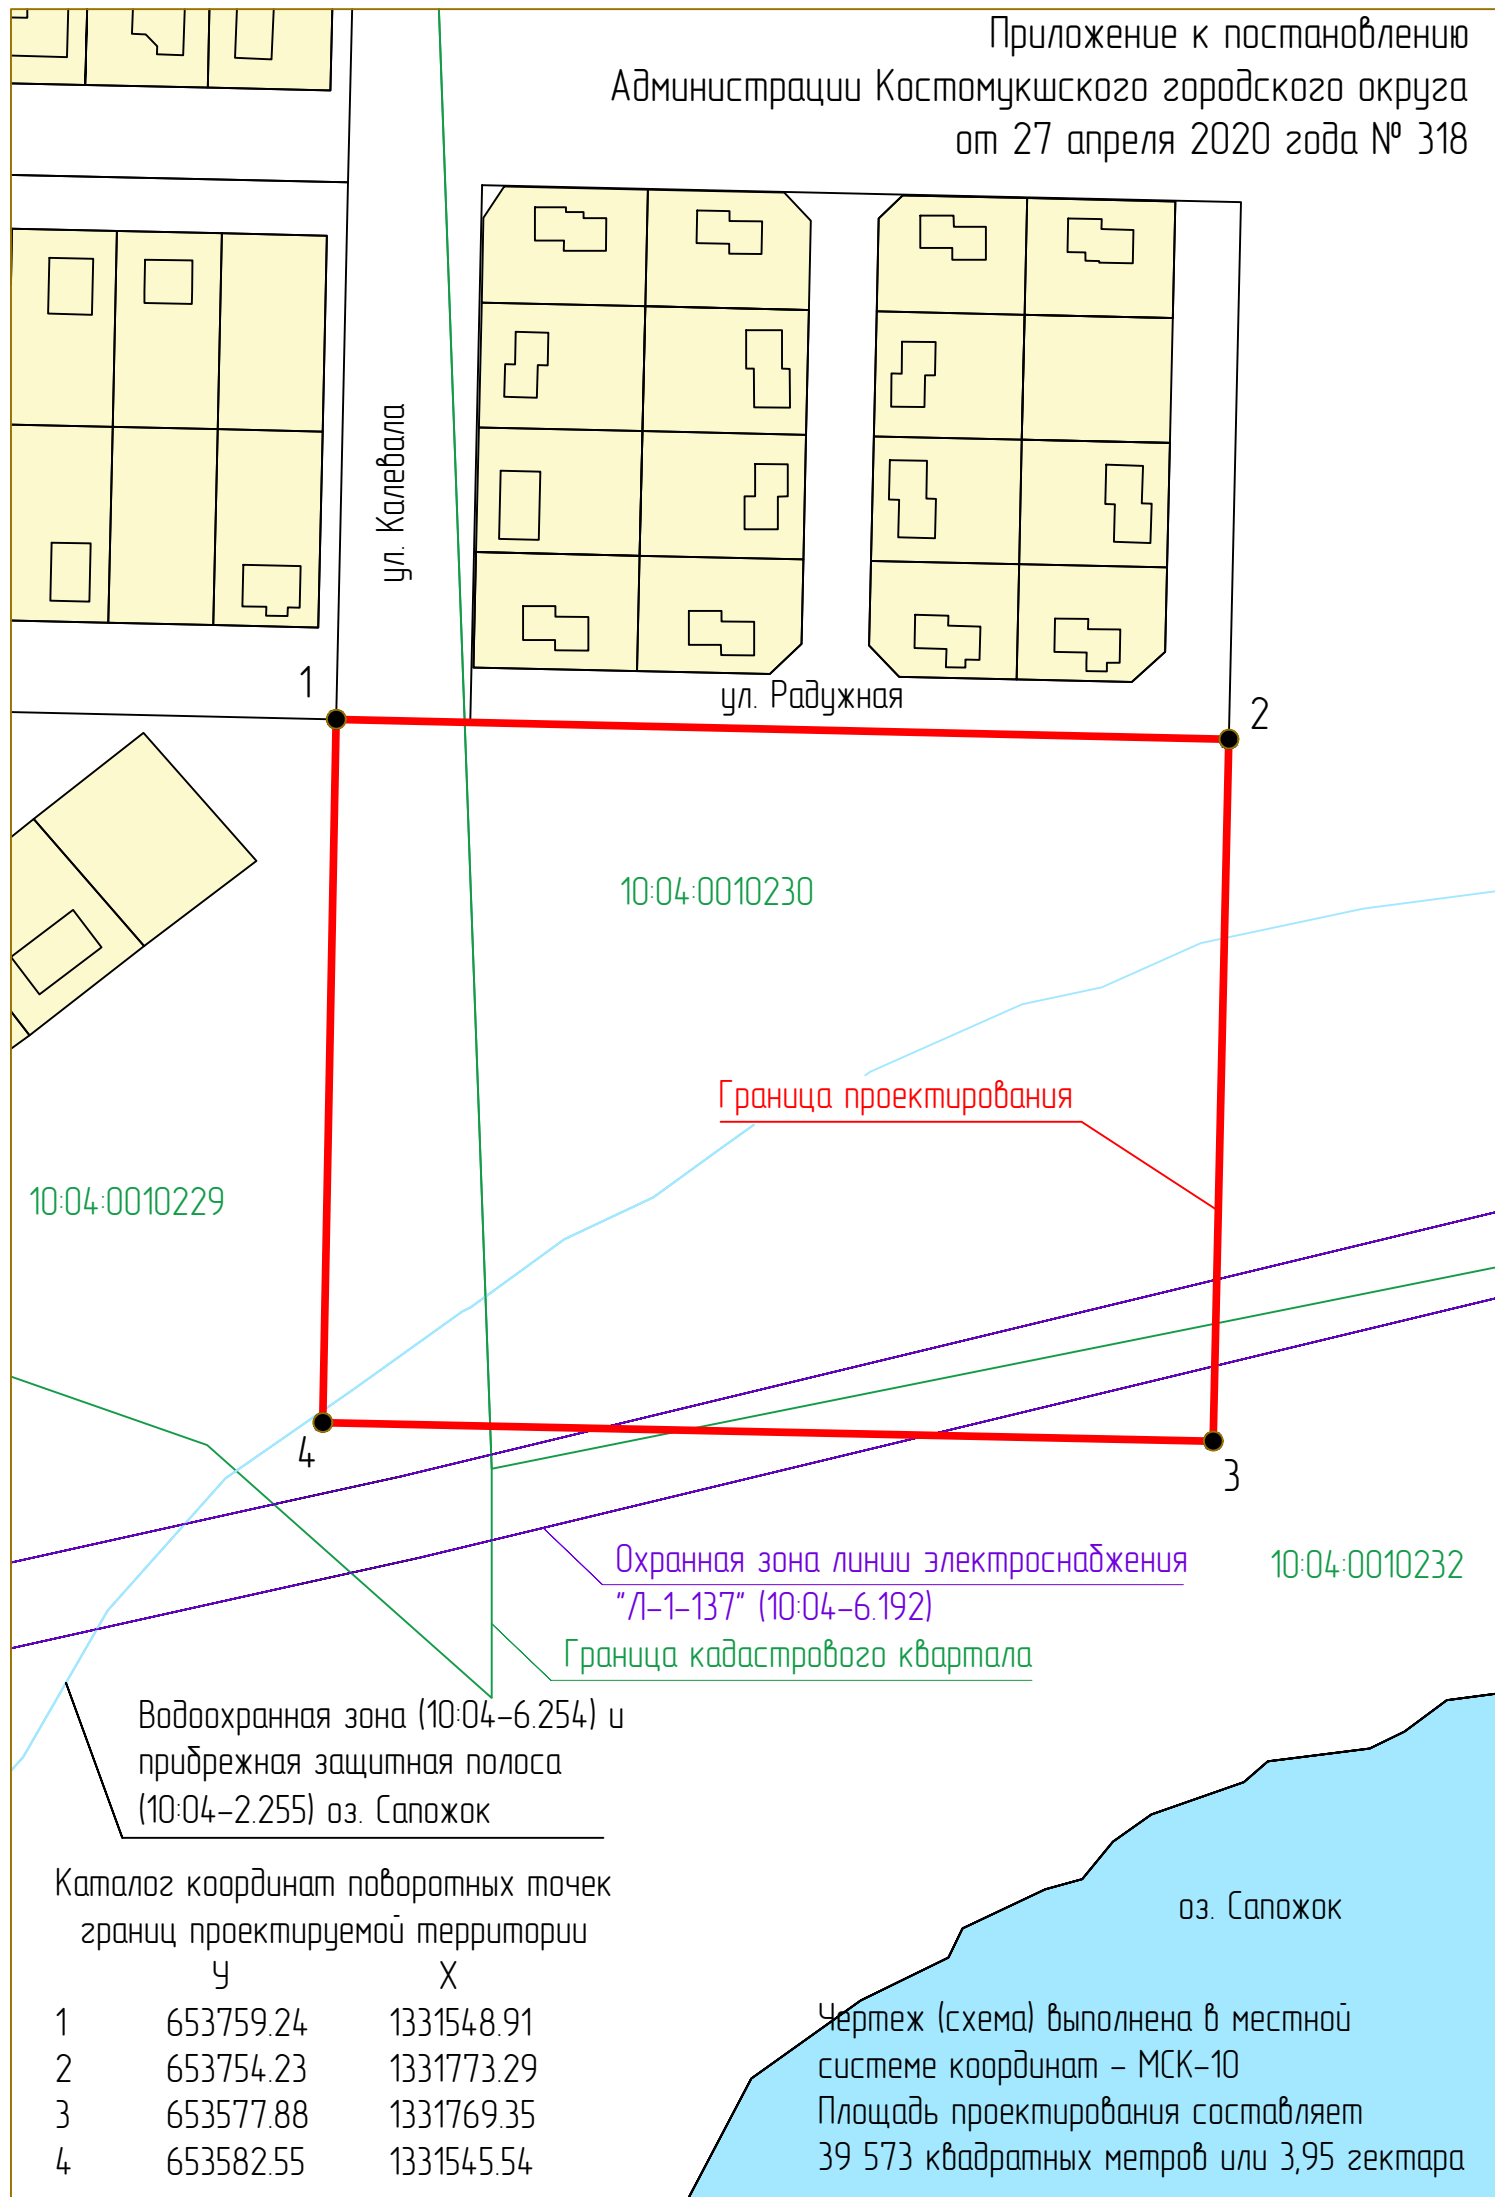 Приложение к постановлению
Администрации Костомукшского городского округа
от 27 апреля 2020 года № 318
ул. Калевала
1
ул. Радужная
2
10:04:0010230
Граница проектирования
10:04:0010229
4
3
Охранная зона линии электроснабжения
"Л-1-137" (10:04-6.192)
10:04:0010232
Граница кадастрового квартала
Водоохранная зона (10:04-6.254) и
прибрежная защитная полоса
(10:04-2.255) оз. Сапожок
Каталог координат поворотных точек
границ проектируемой территории
У Х
1 653759.24 1331548.91
2 653754.23 1331773.29
3 653577.88 1331769.35
4 653582.55 1331545.54
оз. Сапожок
Чертеж (схема) выполнена в местной
системе координат - МСК-10
Площадь проектирования составляет
39 573 квадратных метров или 3,95 гектара